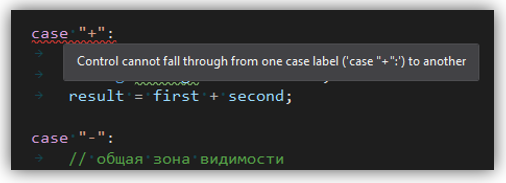 case "+":
Control cannot fall through from one case label ('case "+":') to another
result = first + second;
case "-":
// общая зона видимости